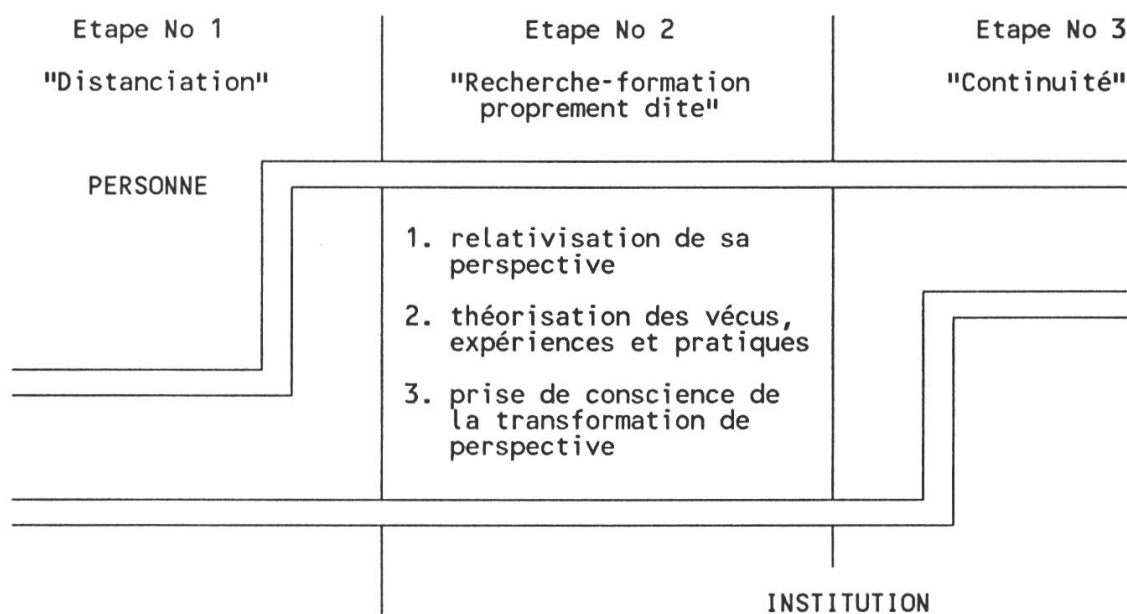 Etape No 1
"Distanciation"
Etape No 2
"Recherche-formation
proprement dite"
Etape No 3
"Continuité"
PERSONNE
1. relativisation de sa
perspective
2. théorisation des vécus,
expériences et pratiques
3. prise de conscience de
la transformation de
perspective
INSTITUTION